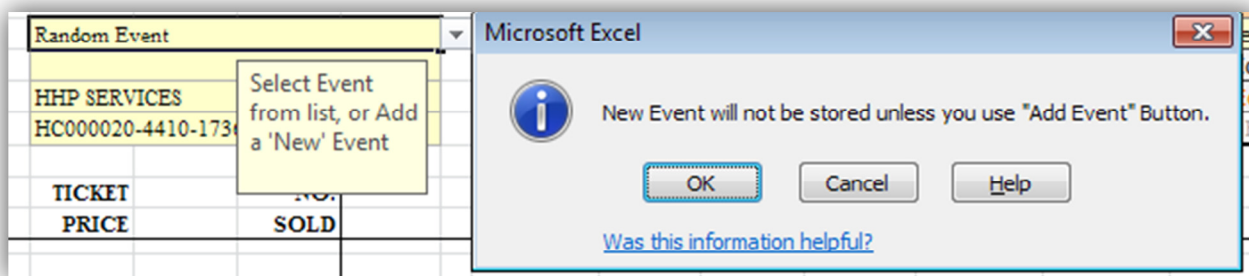 Random Event
Microsoft Excel
Select Event
from list, or Add
a 'New' Event
HHP SERVICES
HC000020-4410-173
New Event will not be stored unless you use "Add Event" Button.
OK
Cancel
Help
TICKET
NO.
PRICE
SOLD
Was this information helpful?